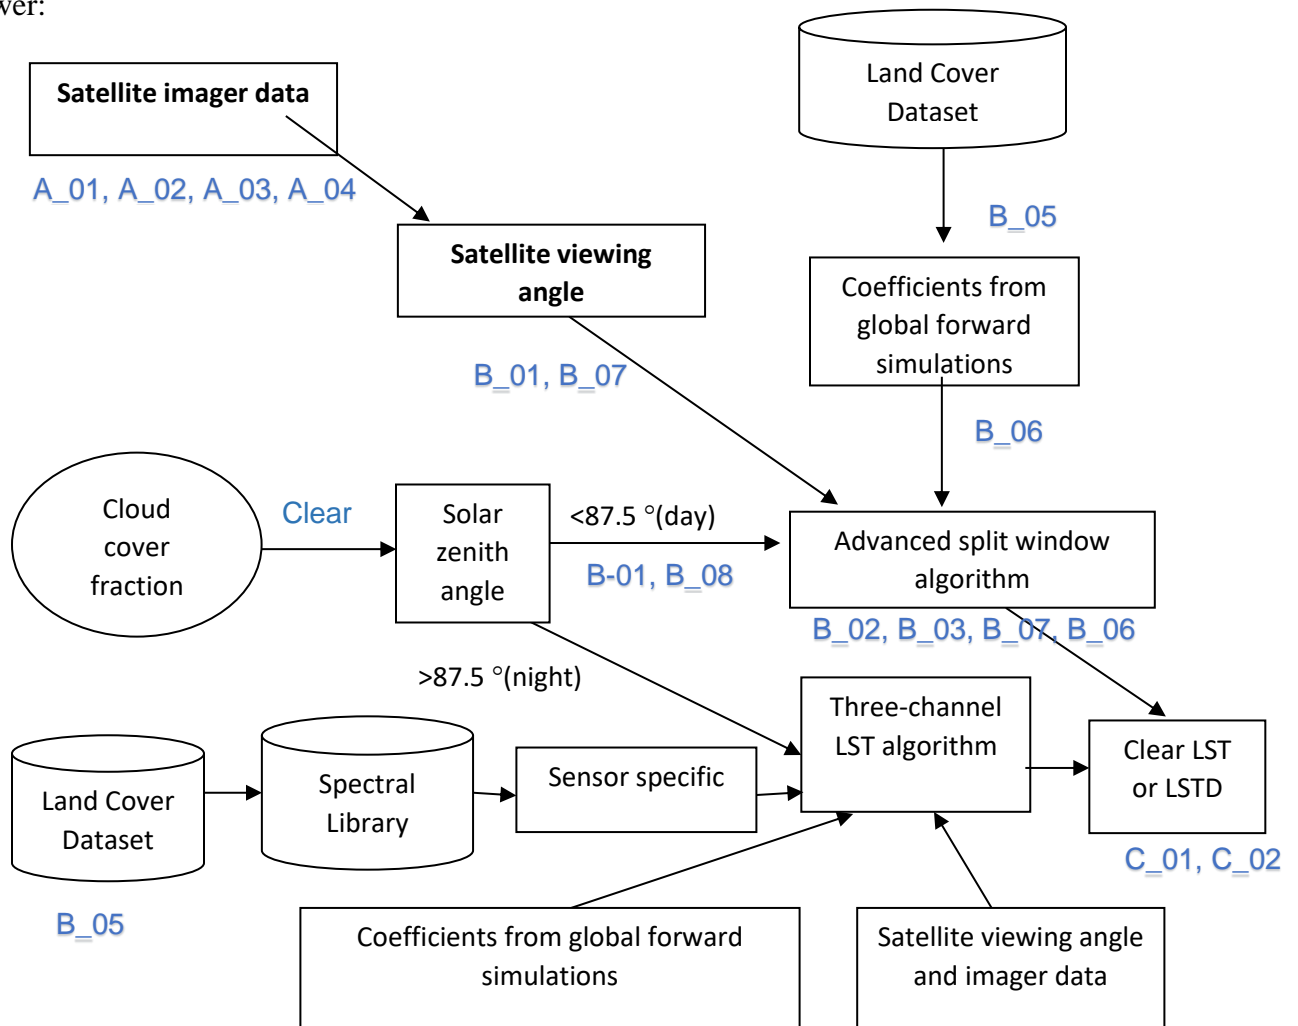 wer:
Land Cover
Dataset
Satellite imager data
A_01, A_02, A_03, A_04
B_05
Satellite viewing
angle
Coefficients from
global forward
simulations
B_01, B_07
B_06
Cloud
cover
fraction
Clear
Solar
zenith
angle
<87.5 °(day)
B-01, B_08
Advanced split window
algorithm
B_02, B_03, B_07, B_06
>87.5 °(night)
Three-channel
LST algorithm
Clear LST
or LSTD
C_01, C_02
Land Cover
Dataset
B_05
Spectral
Library
Sensor specific
Coefficients from global forward
simulations
Satellite viewing angle
and imager data